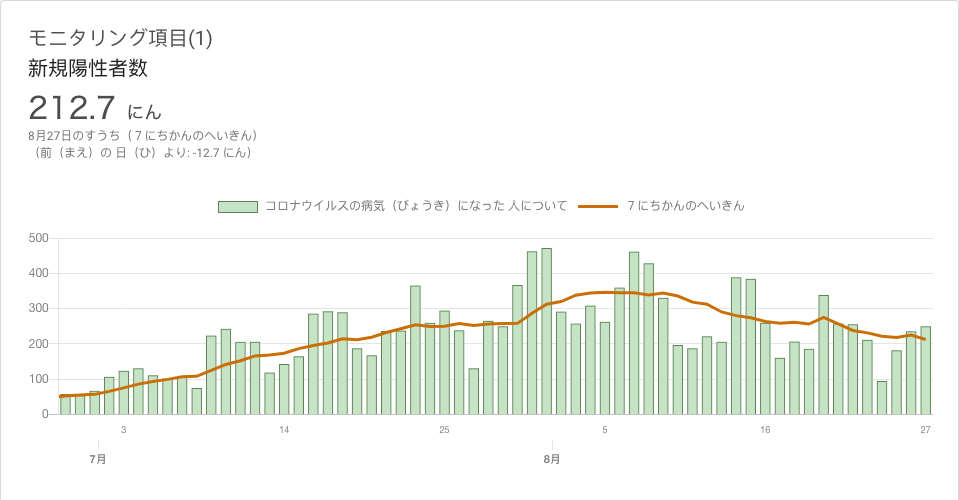 モニタリング項目(1)
新規陽性者数
212.7 にん
8月27日のすうち（７にちかんのへいきん）
（前（まえ）の 日（ひ）より: -12.7 にん）
コロナウイルスの病気（びょうき）になった 人について ７にちかんのへいきん
500
400
300
200
100
0
3 14 25 5 16 27
7月 8月